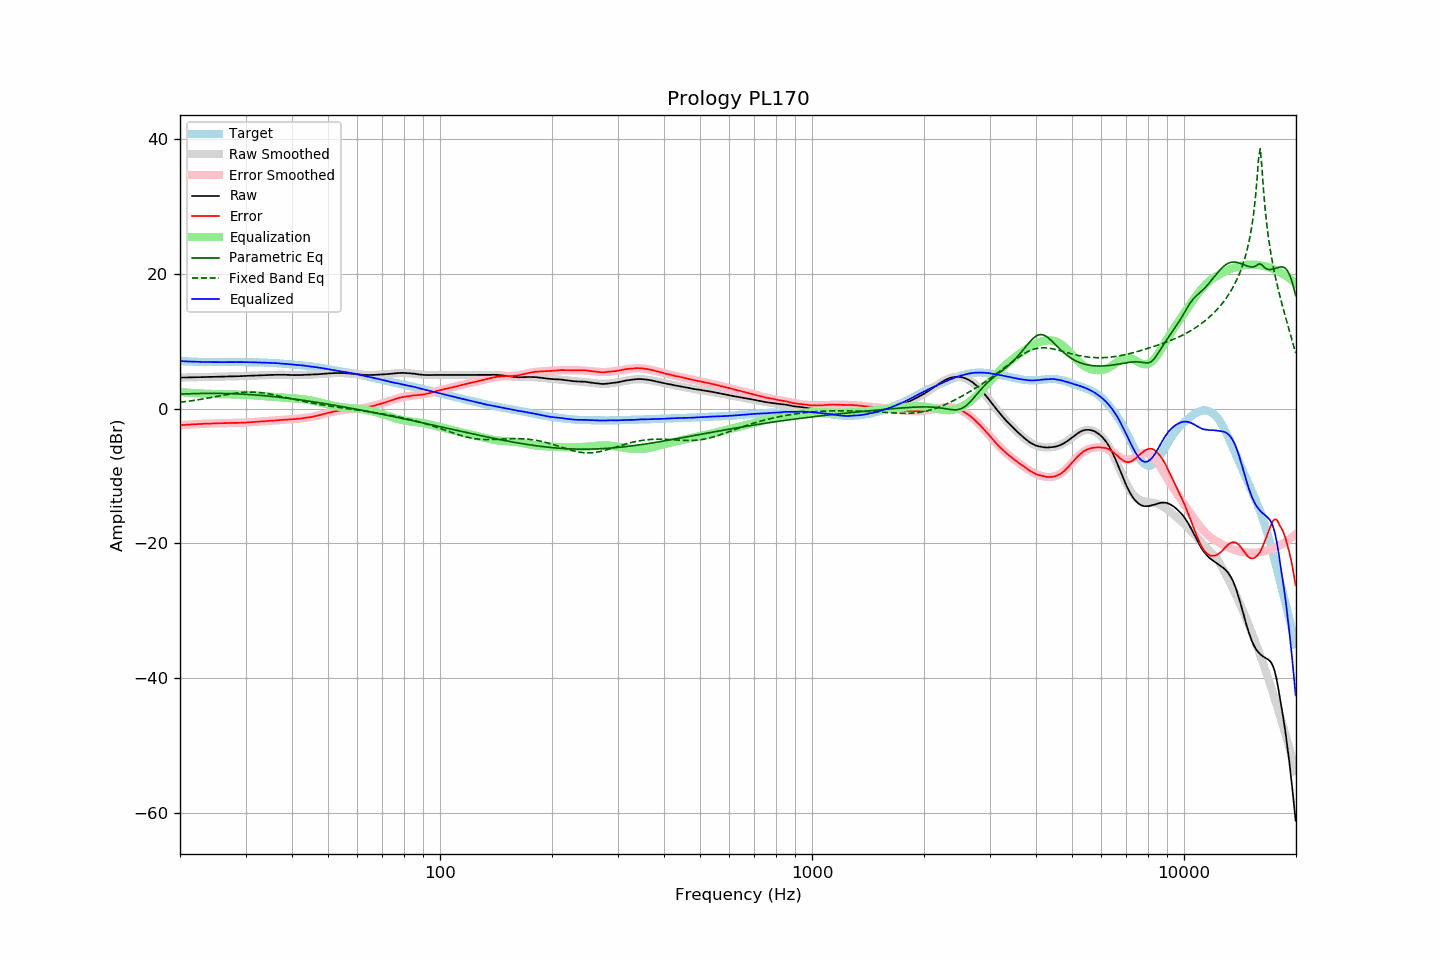 Prology PL170
Target
Raw Smoothed
Error Smoothed
Raw
Error
Equalization
Parametric Eq
Fixed Band Eq
Equalized
40
20
0
−20
−40
−60
Amplitude (dBr)
100
1000
10000
Frequency (Hz)